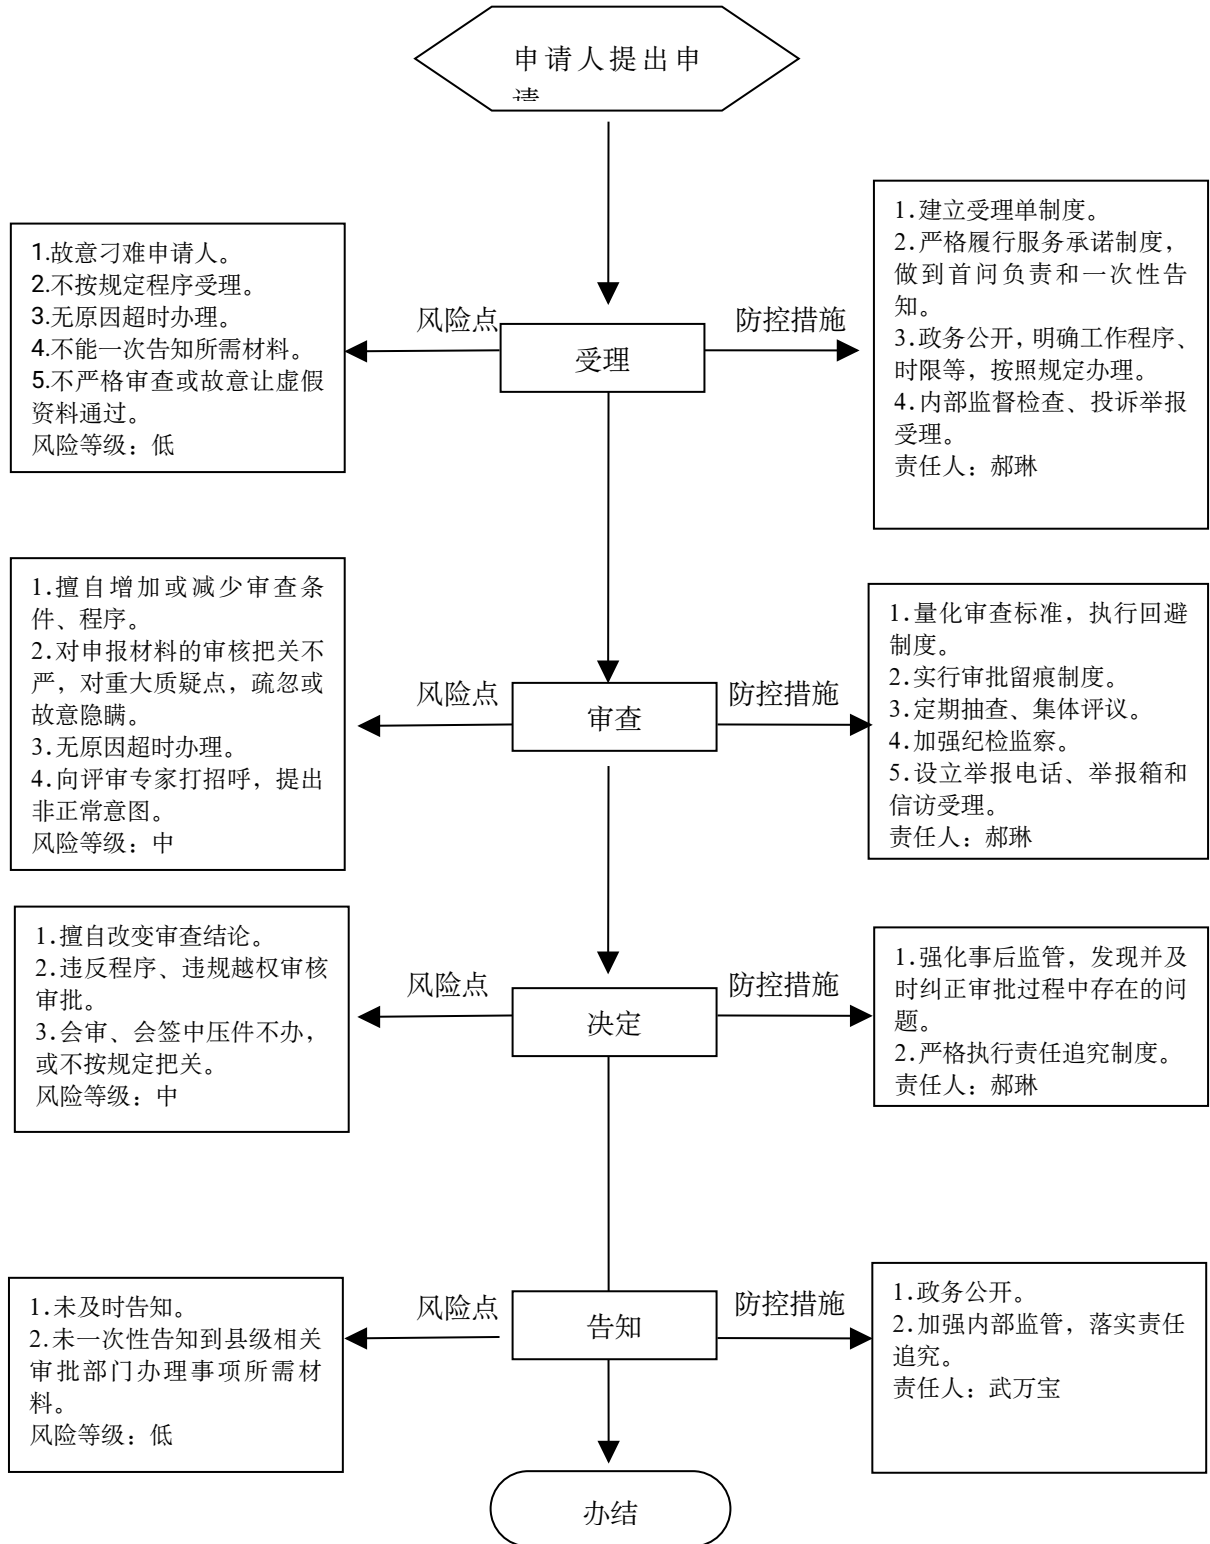 申请人提出申
请
1.故意刁难申请人。
2.不按规定程序受理。
3.无原因超时办理。
4.不能一次告知所需材料。
5.不严格审查或故意让虚假
资料通过。
风险等级：低
风险点
受理
防控措施
1.建立受理单制度。
2.严格履行服务承诺制度，
做到首问负责和一次性告
知。
3.政务公开，明确工作程序、
时限等，按照规定办理。
4.内部监督检查、投诉举报
受理。
责任人：郝琳
1.擅自增加或减少审查条
件、程序。
2.对申报材料的审核把关不
严，对重大质疑点，疏忽或
故意隐瞒。
3.无原因超时办理。
4.向评审专家打招呼，提出
非正常意图。
风险等级：中
风险点
审查
防控措施
1.量化审查标准，执行回避
制度。
2.实行审批留痕制度。
3.定期抽查、集体评议。
4.加强纪检监察。
5.设立举报电话、举报箱和
信访受理。
责任人：郝琳
1.擅自改变审查结论。
2.违反程序、违规越权审核
审批。
3.会审、会签中压件不办，
或不按规定把关。
风险等级：中
风险点
决定
防控措施
1.强化事后监管，发现并及
时纠正审批过程中存在的问
题。
2.严格执行责任追究制度。
责任人：郝琳
1.未及时告知。
2.未一次性告知到县级相关
审批部门办理事项所需材
料。
风险等级：低
风险点
告知
防控措施
1.政务公开。
2.加强内部监管，落实责任
追究。
责任人：武万宝
办结